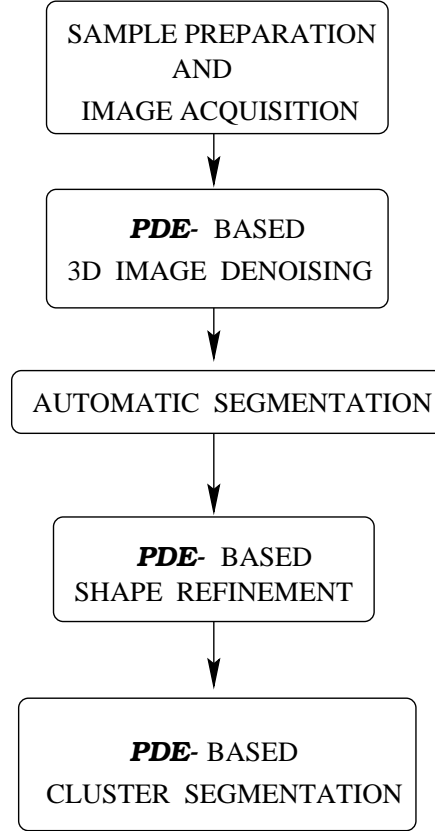 SAMPLE PREPARATION
AND
IMAGE ACQUISITION
PDE- BASED
3D IMAGE DENOISING
AUTOMATIC SEGMENTATION
PDE- BASED
SHAPE REFINEMENT
PDE- BASED
CLUSTER SEGMENTATION